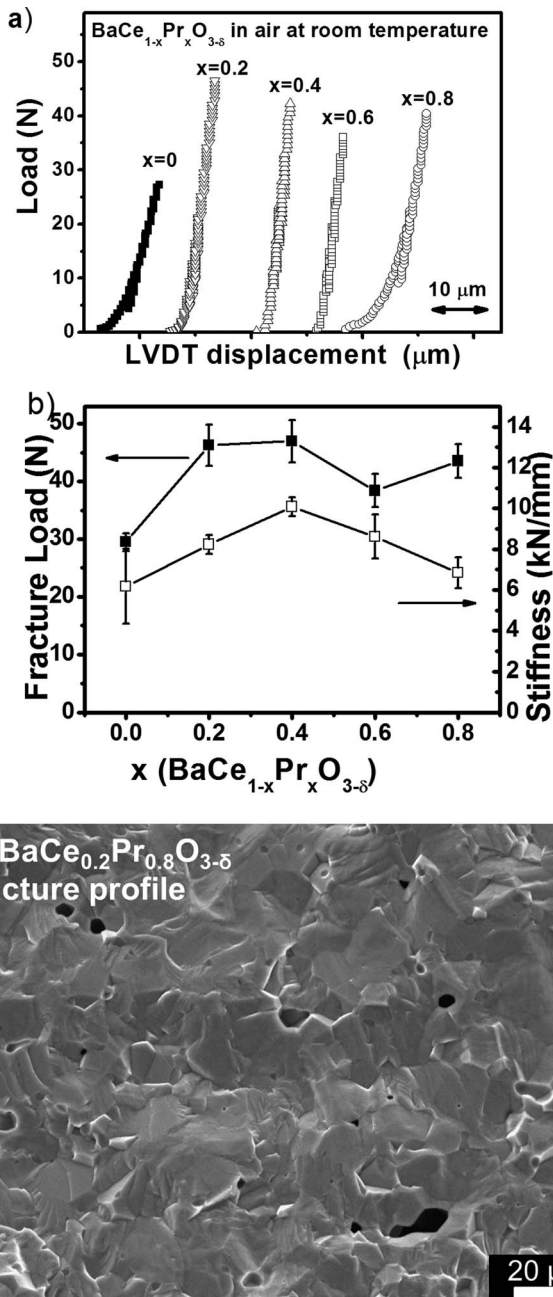 a)
BaCe₁₋ₓPrₓO₃₋δ in air at room temperature
x=0.2
x=0.4
x=0.8
x=0.6
x=0
Load (N)
50
40
30
20
10
0
10 μm
LVDT displacement (μm)
b)
Fracture Load (N)
50
40
30
20
10
0
14
12
10
8
6
4
2
0
Stiffness (kN/mm)
0.0 0.2 0.4 0.6 0.8
x (BaCe₁₋ₓPrₓO₃₋δ)
BaCe₀.₂Pr₀.₈O₃₋δ
cture profile
20 μ